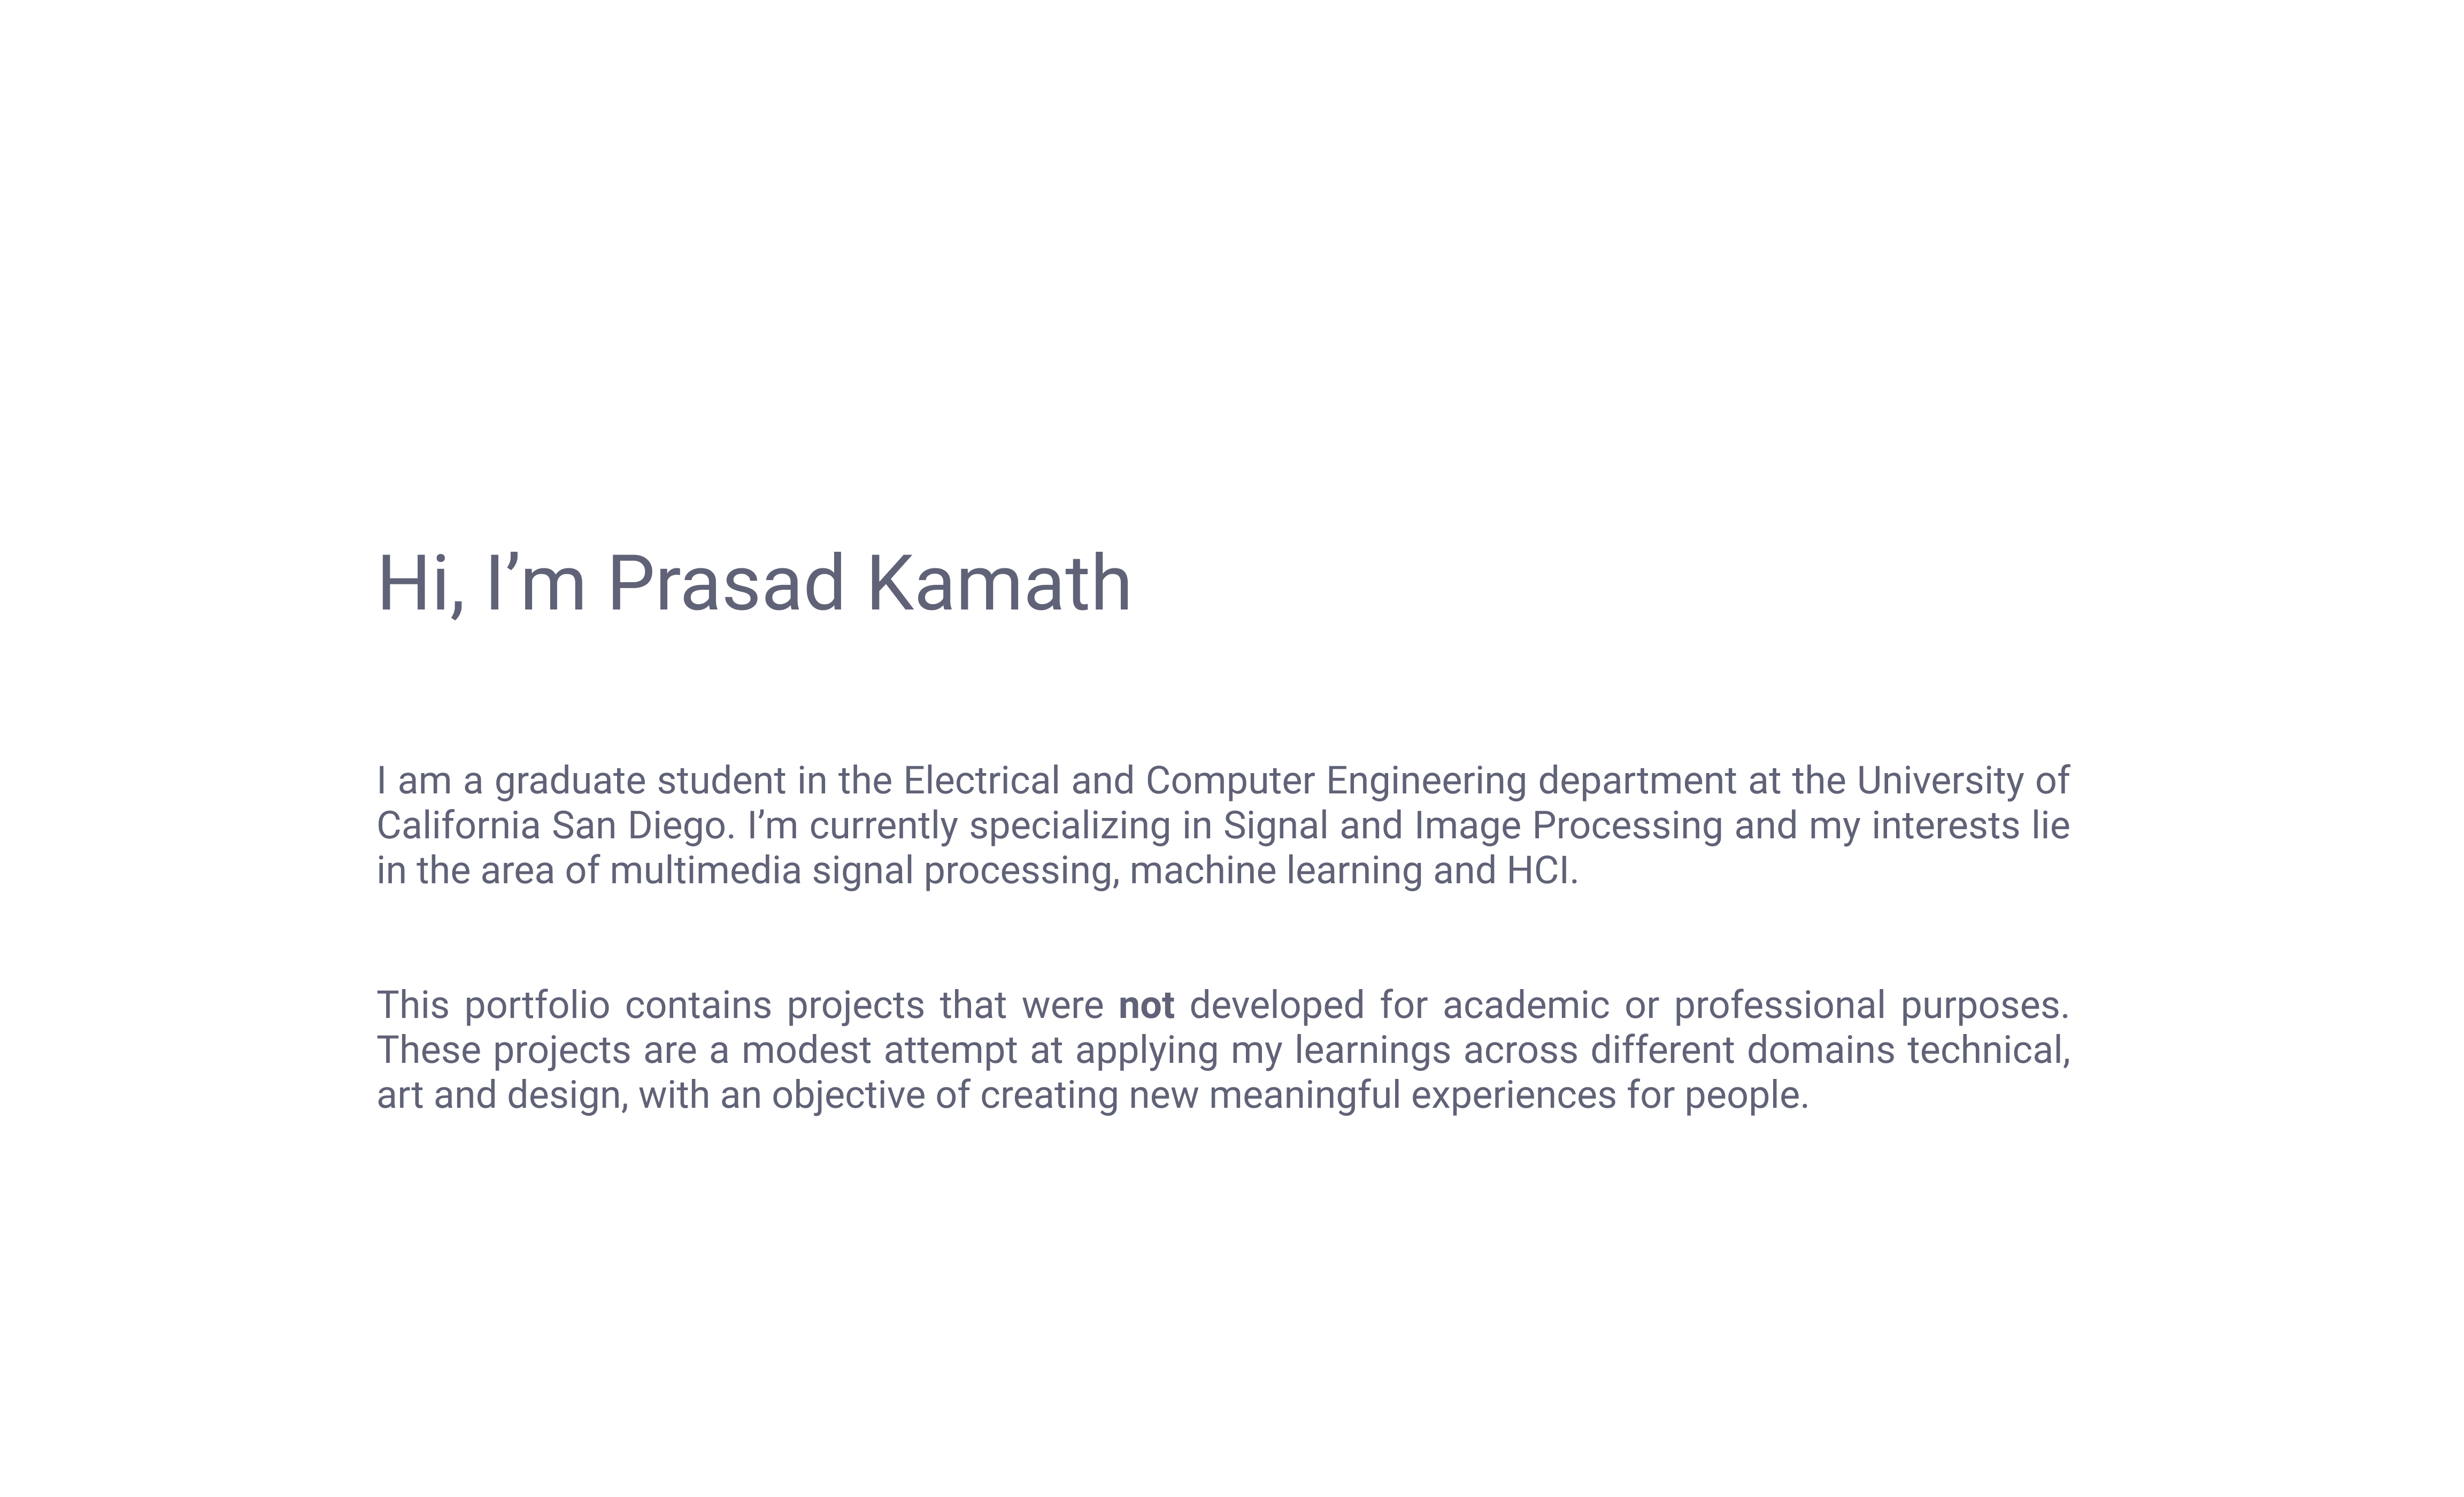 Hi, I’m Prasad Kamath
I am a graduate student in the Electrical and Computer Engineering department at the University of
California San Diego. I’m currently specializing in Signal and Image Processing and my interests lie
in the area of multimedia signal processing, machine learning and HCI.
This portfolio contains projects that were not developed for academic or professional purposes.
These projects are a modest attempt at applying my learnings across different domains technical,
art and design, with an objective of creating new meaningful experiences for people.